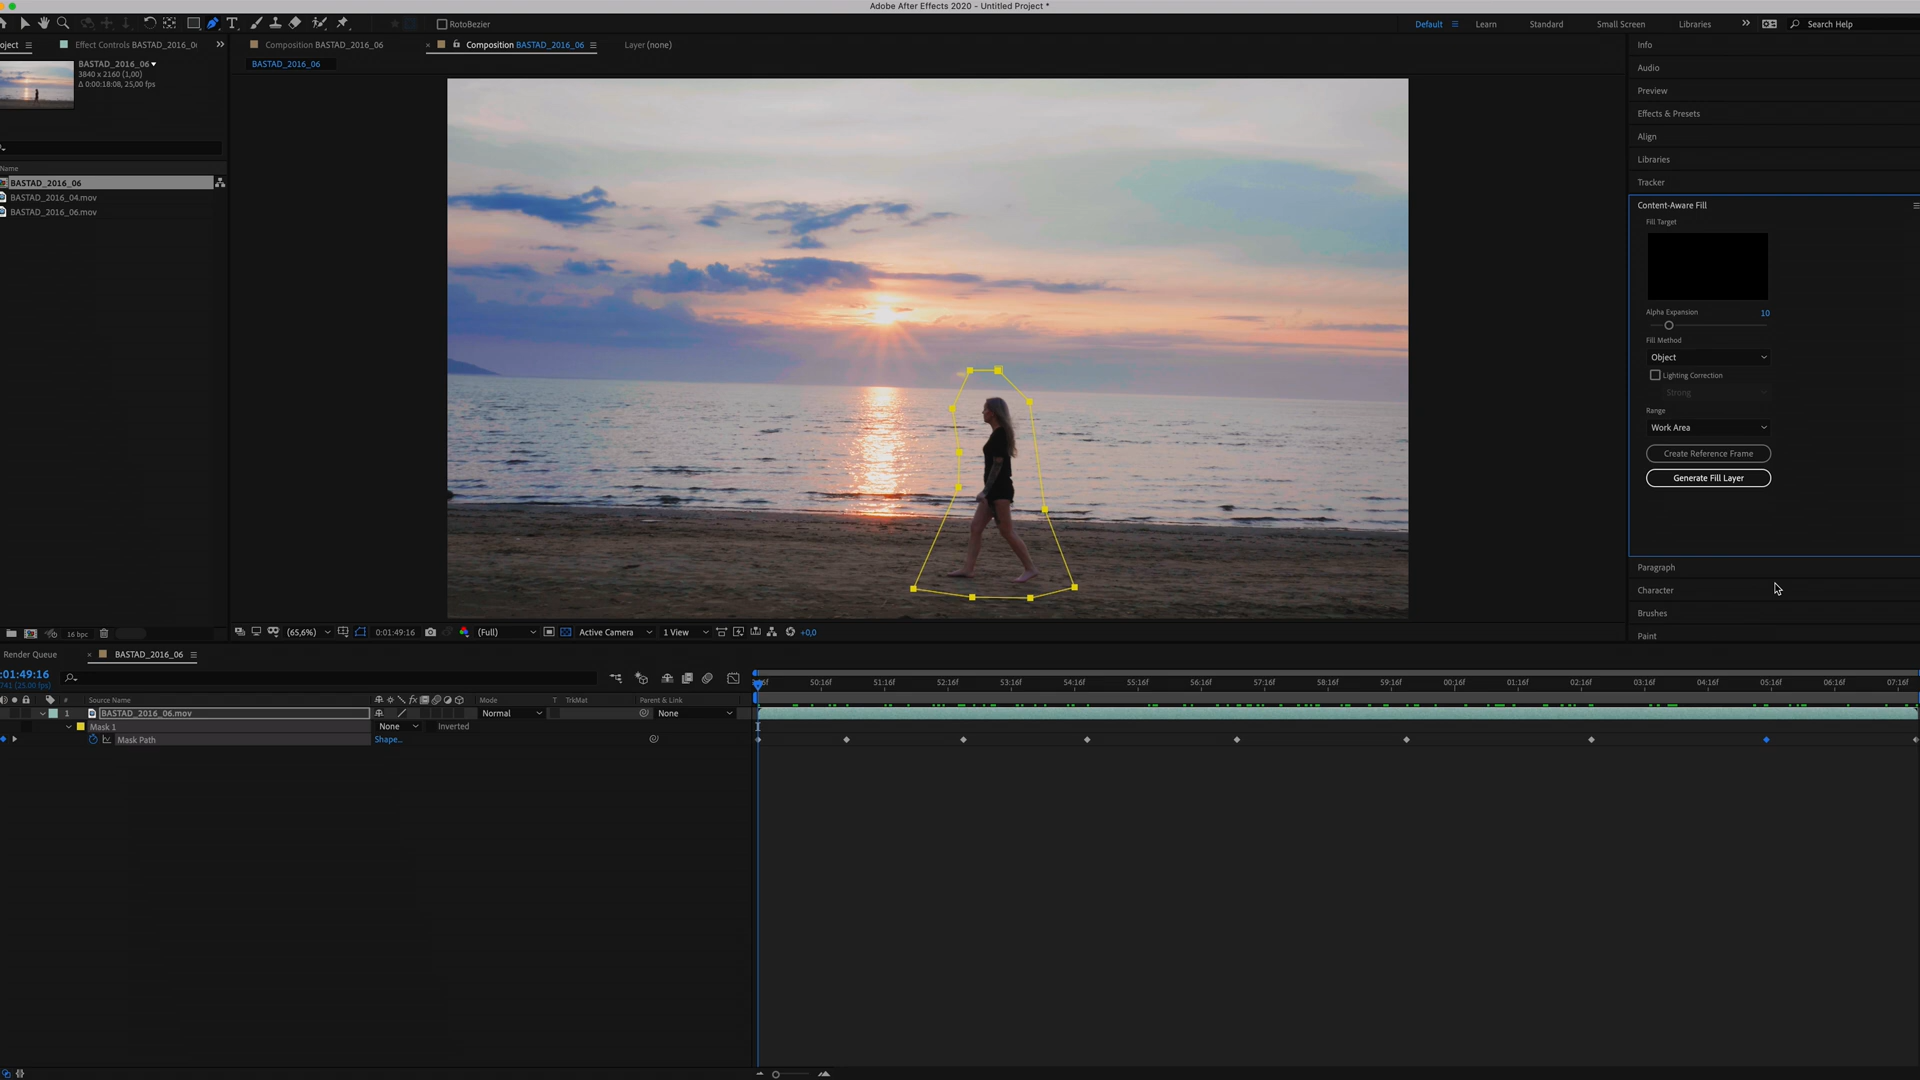 Adobe After Effects 2020 - Untitled Project *
RotoBezier
Default
Learn
Standard
Small Screen
Libraries
Search Help
oject
Effect Controls BASTAD_2016_0
Composition BASTAD_2016_06
Composition BASTAD_2016_06
Layer (none)
BASTAD_2016_06
BASTAD_2016_06
3840 x 2160 (1,00)
Δ 0:00:18:08, 25,00 fps
Name
BASTAD_2016_06
BASTAD_2016_04.mov
BASTAD_2016_06.mov
16 bpc
(65,6%)
0:01:49:16
(Full)
Active Camera
1 View
+0,0
Info
Audio
Preview
Effects & Presets
Align
Libraries
Tracker
Content-Aware Fill
Fill Target
Alpha Expansion 10
Fill Method
Object
Lighting Correction
Strong
Range
Work Area
Create Reference Frame
Generate Fill Layer
Paragraph
Character
Brushes
Paint
Render Queue
BASTAD_2016_06
:01:49:16
741 (25.00 fps)
# Source Name
Mode T TrkMat Parent & Link
50:16f 51:16f 52:16f 53:16f 54:16f 55:16f 56:16f 57:16f 58:16f 59:16f 00:16f 01:16f 02:16f 03:16f 04:16f 05:16f 06:16f 07:16f
1 BASTAD_2016_06.mov Normal None
Mask 1 None Inverted
Mask Path Shape...